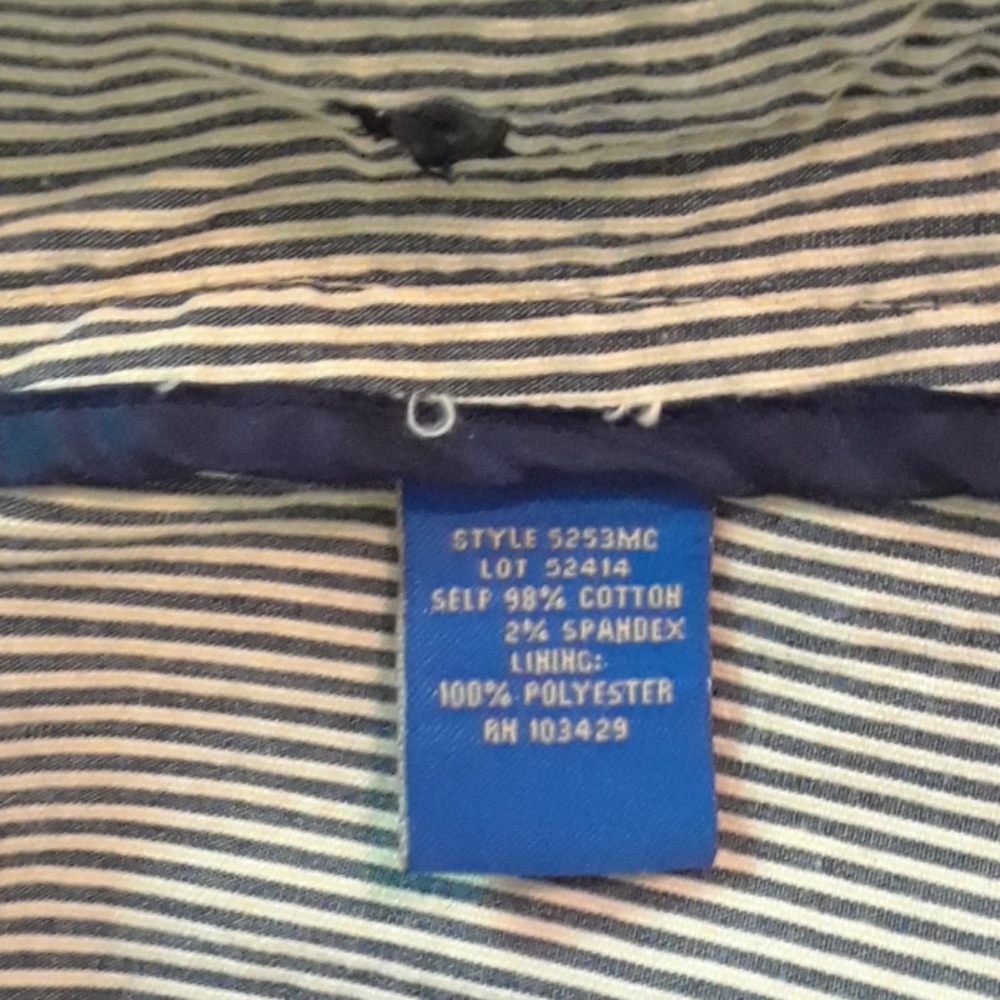 STYLE 5253MC
LOT 52414
SELF 98% COTTON
2% SPANDEX
LINING:
100% POLYESTER
RN 103429